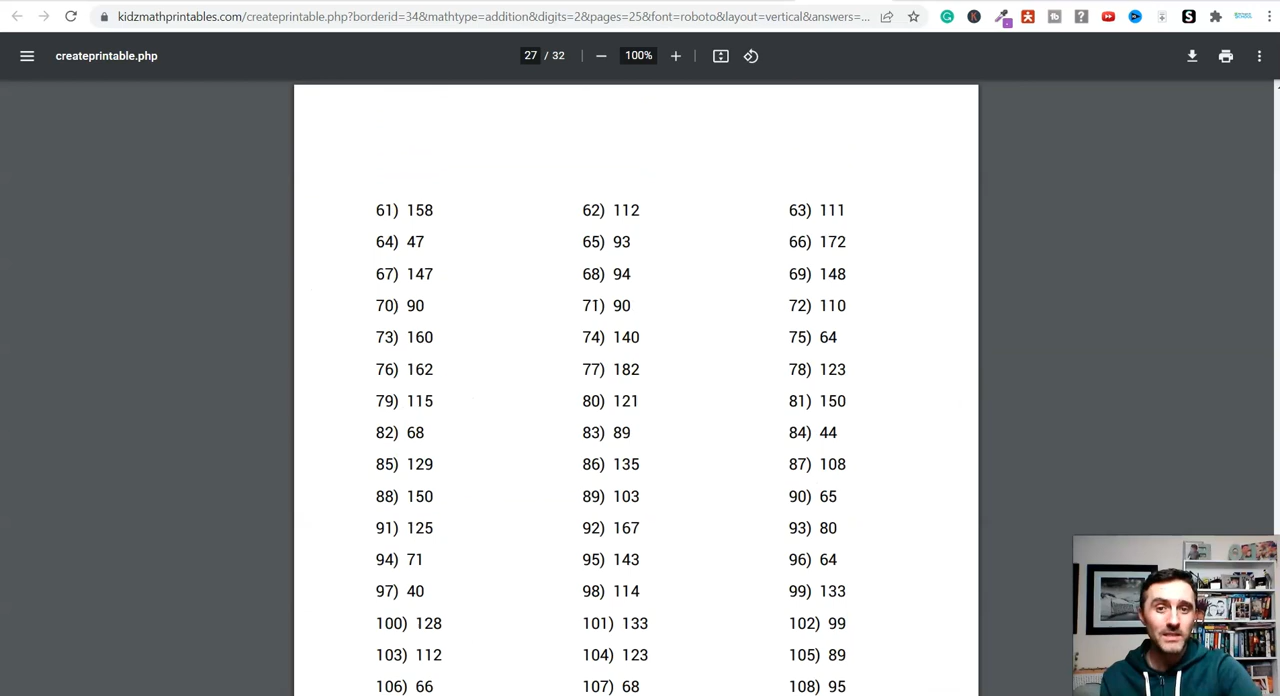 kidzmathprintables.com/createprintable.php?norderid=34&mathtype=addition&digits=2&pages=25&font=roboto&layout=vertical&answers=...
createprintable.php
27 / 32
100%
61) 158 62) 112 63) 111
64) 47 65) 93 66) 172
67) 147 68) 94 69) 148
70) 90 71) 90 72) 110
73) 160 74) 140 75) 64
76) 162 77) 182 78) 123
79) 115 80) 121 81) 150
82) 68 83) 89 84) 44
85) 129 86) 135 87) 108
88) 150 89) 103 90) 65
91) 125 92) 167 93) 80
94) 71 95) 143 96) 64
97) 40 98) 114 99) 133
100) 128 101) 133 102) 99
103) 112 104) 123 105) 89
106) 66 107) 68 108) 95